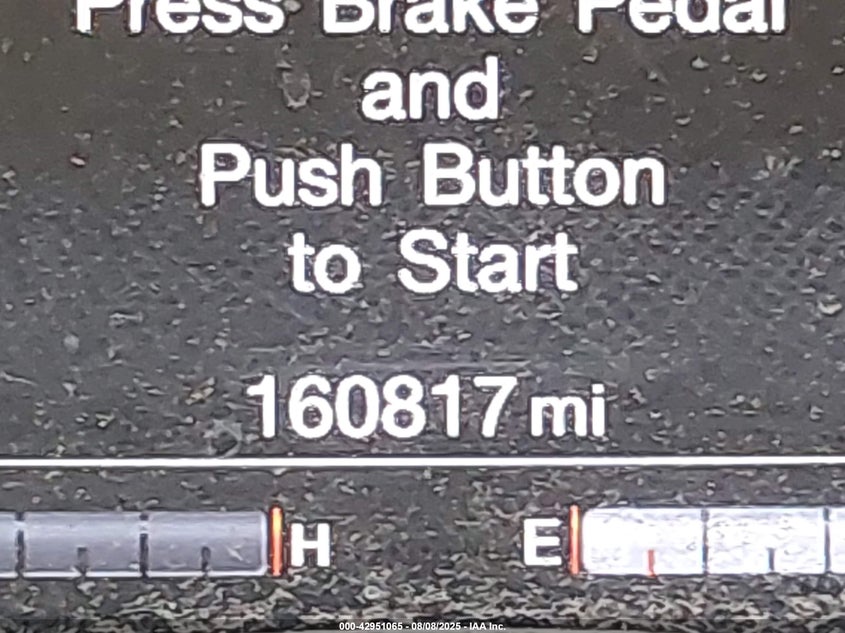 Press Brake Pedal
and
Push Button
to Start
160817 mi
H E
000-42951065 - 08/08/2025 - IAA Inc.